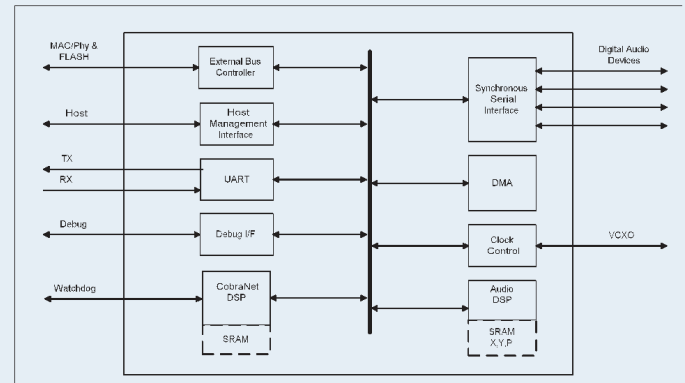 MAC/Phy &
FLASH
External Bus
Controller
Host
Host
Management
Interface
TX
RX
UART
Debug
Debug I/F
Watchdog
CobraNet
DSP
SRAM
Digital Audio
Devices
Synchronous
Serial
Interface
DMA
Clock
Control
VCXO
Audio
DSP
SRAM
X,Y,P